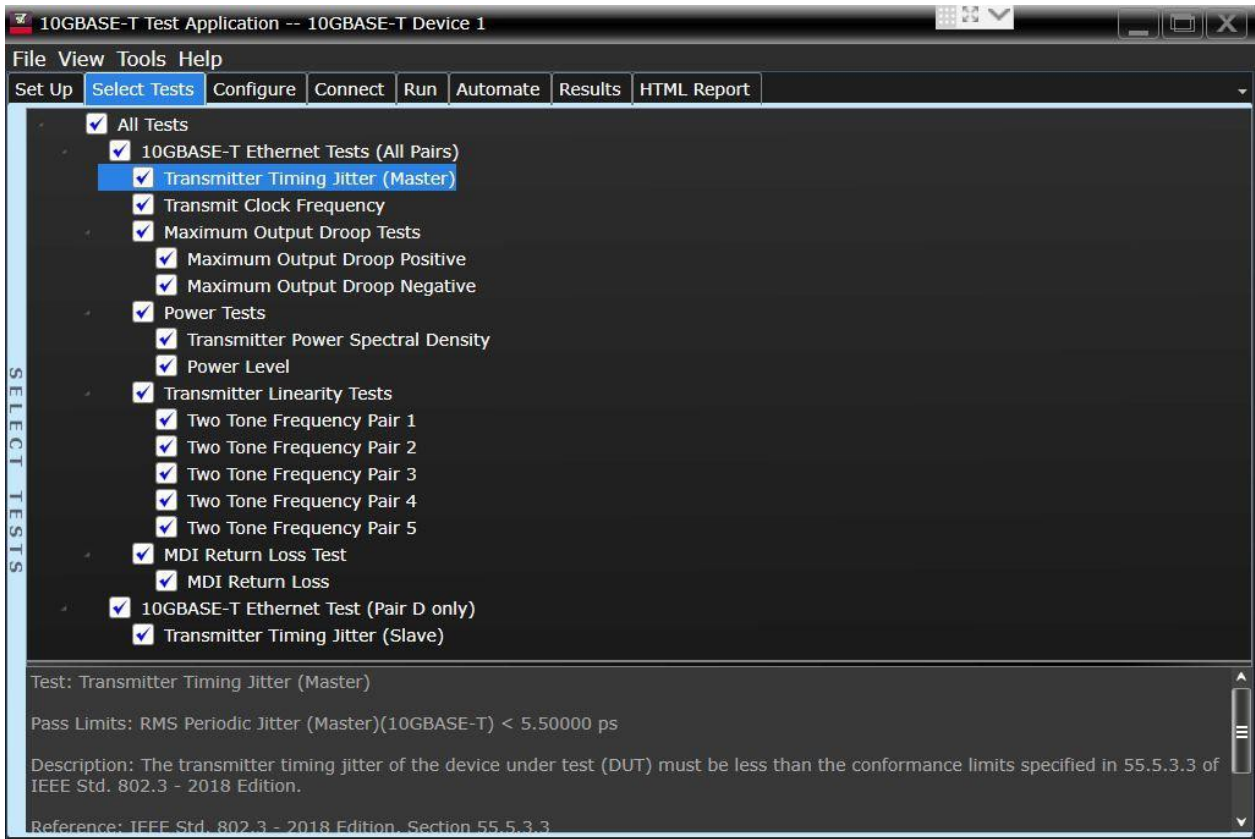 10GBASE-T Test Application -- 10GBASE-T Device 1
File View Tools Help
Set Up Select Tests Configure Connect Run Automate Results HTML Report
All Tests
10GBASE-T Ethernet Tests (All Pairs)
Transmitter Timing Jitter (Master)
Transmit Clock Frequency
Maximum Output Droop Tests
Maximum Output Droop Positive
Maximum Output Droop Negative
Power Tests
Transmitter Power Spectral Density
Power Level
Transmitter Linearity Tests
Two Tone Frequency Pair 1
Two Tone Frequency Pair 2
Two Tone Frequency Pair 3
Two Tone Frequency Pair 4
Two Tone Frequency Pair 5
MDI Return Loss Test
MDI Return Loss
10GBASE-T Ethernet Test (Pair D only)
Transmitter Timing Jitter (Slave)
SELECT TESTS
Test: Transmitter Timing Jitter (Master)
Pass Limits: RMS Periodic Jitter (Master)(10GBASE-T) < 5.50000 ps
Description: The transmitter timing jitter of the device under test (DUT) must be less than the conformance limits specified in 55.5.3.3 of
IEEE Std. 802.3 - 2018 Edition.
Reference: IEEE Std. 802.3 - 2018 Edition, Section 55.5.3.3